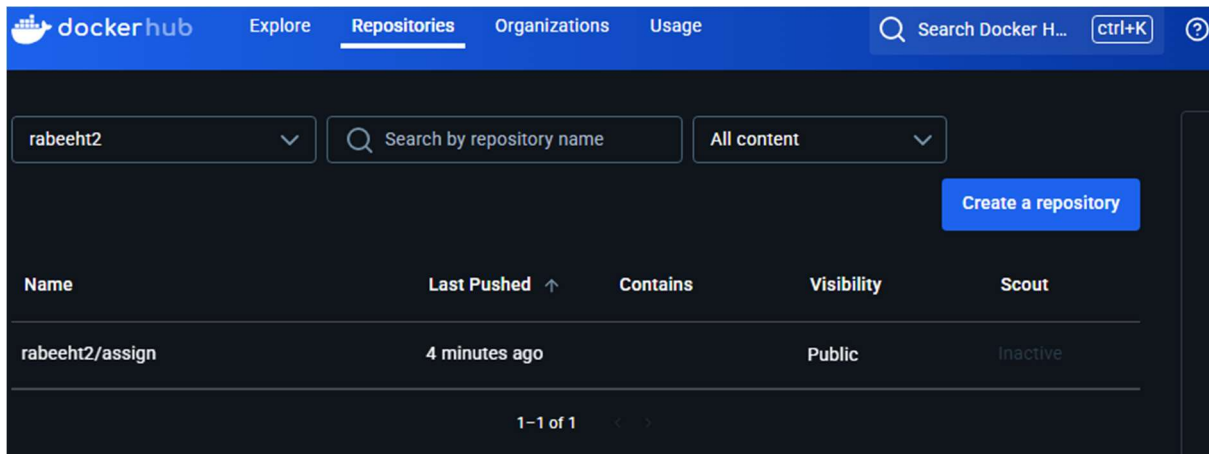 dockerhub Explore Repositories Organizations Usage Search Docker H... ctrl+K
rabeeht2 Search by repository name All content
Create a repository
Name Last Pushed ↑ Contains Visibility Scout
rabeeht2/assign 4 minutes ago Public Inactive
1–1 of 1